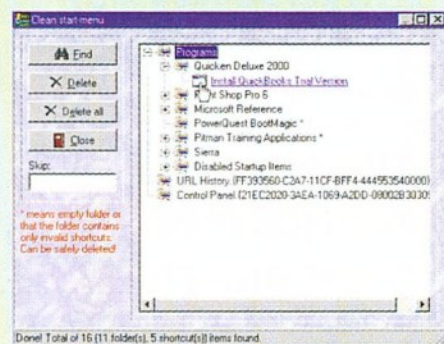 Clean start menu
Find
Delete
Delete all
Close
Skip:
* means empty folder or
that the folder contains
only invalid shortcuts.
Can be safely deleted!
Programs
Quicken Deluxe 2000
Install QuickBooks Trial Version
Shop Pro 6
Microsoft Reference
PowerQuest BootMagic *
Pitman Training Applications *
Sierra
Disabled Startup Items
URL History {FF393560-C2A7-11CF-BFF4-444553540000}
Control Panel {21EC2020-3AEA-1069-A2DD-08002B30309
Done! Total of 16 (11 folder(s), 5 shortcut(s)) items found.